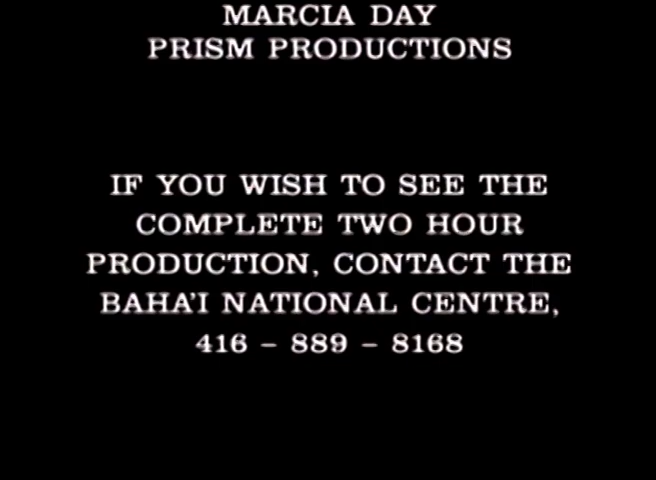 MARCIA DAY
PRISM PRODUCTIONS
IF YOU WISH TO SEE THE
COMPLETE TWO HOUR
PRODUCTION, CONTACT THE
BAHA'I NATIONAL CENTRE,
416 – 889 – 8168